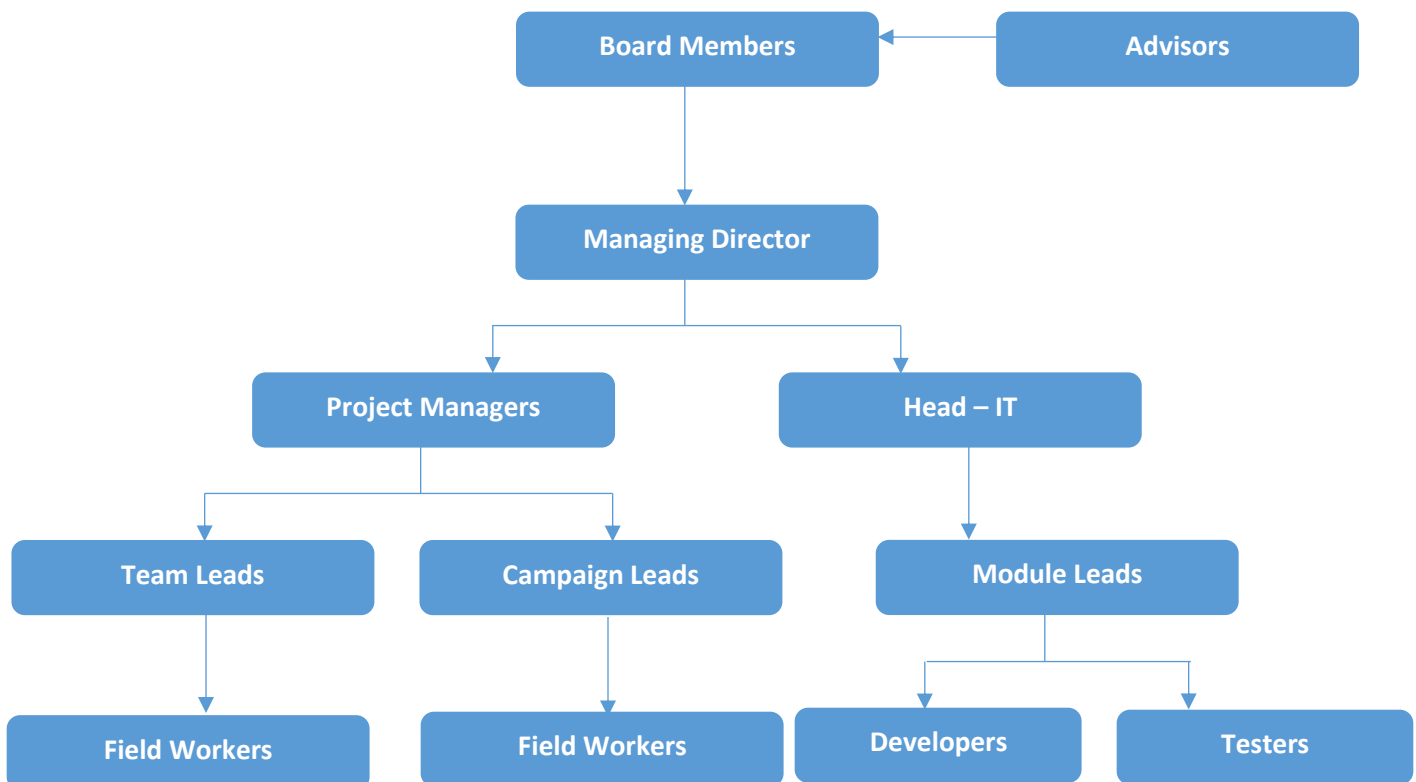 Board Members
Advisors
Managing Director
Project Managers
Head – IT
Team Leads
Campaign Leads
Module Leads
Field Workers
Field Workers
Developers
Testers